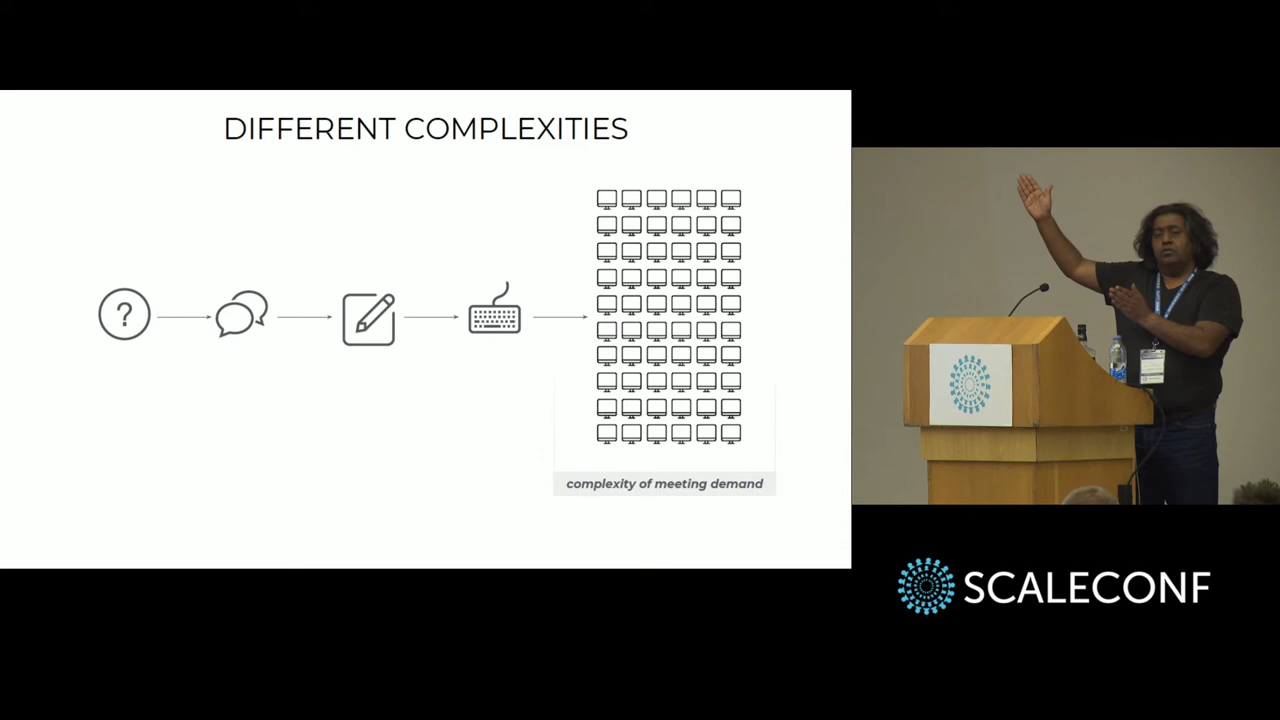 DIFFERENT COMPLEXITIES
?
complexity of meeting demand
SCALECONF